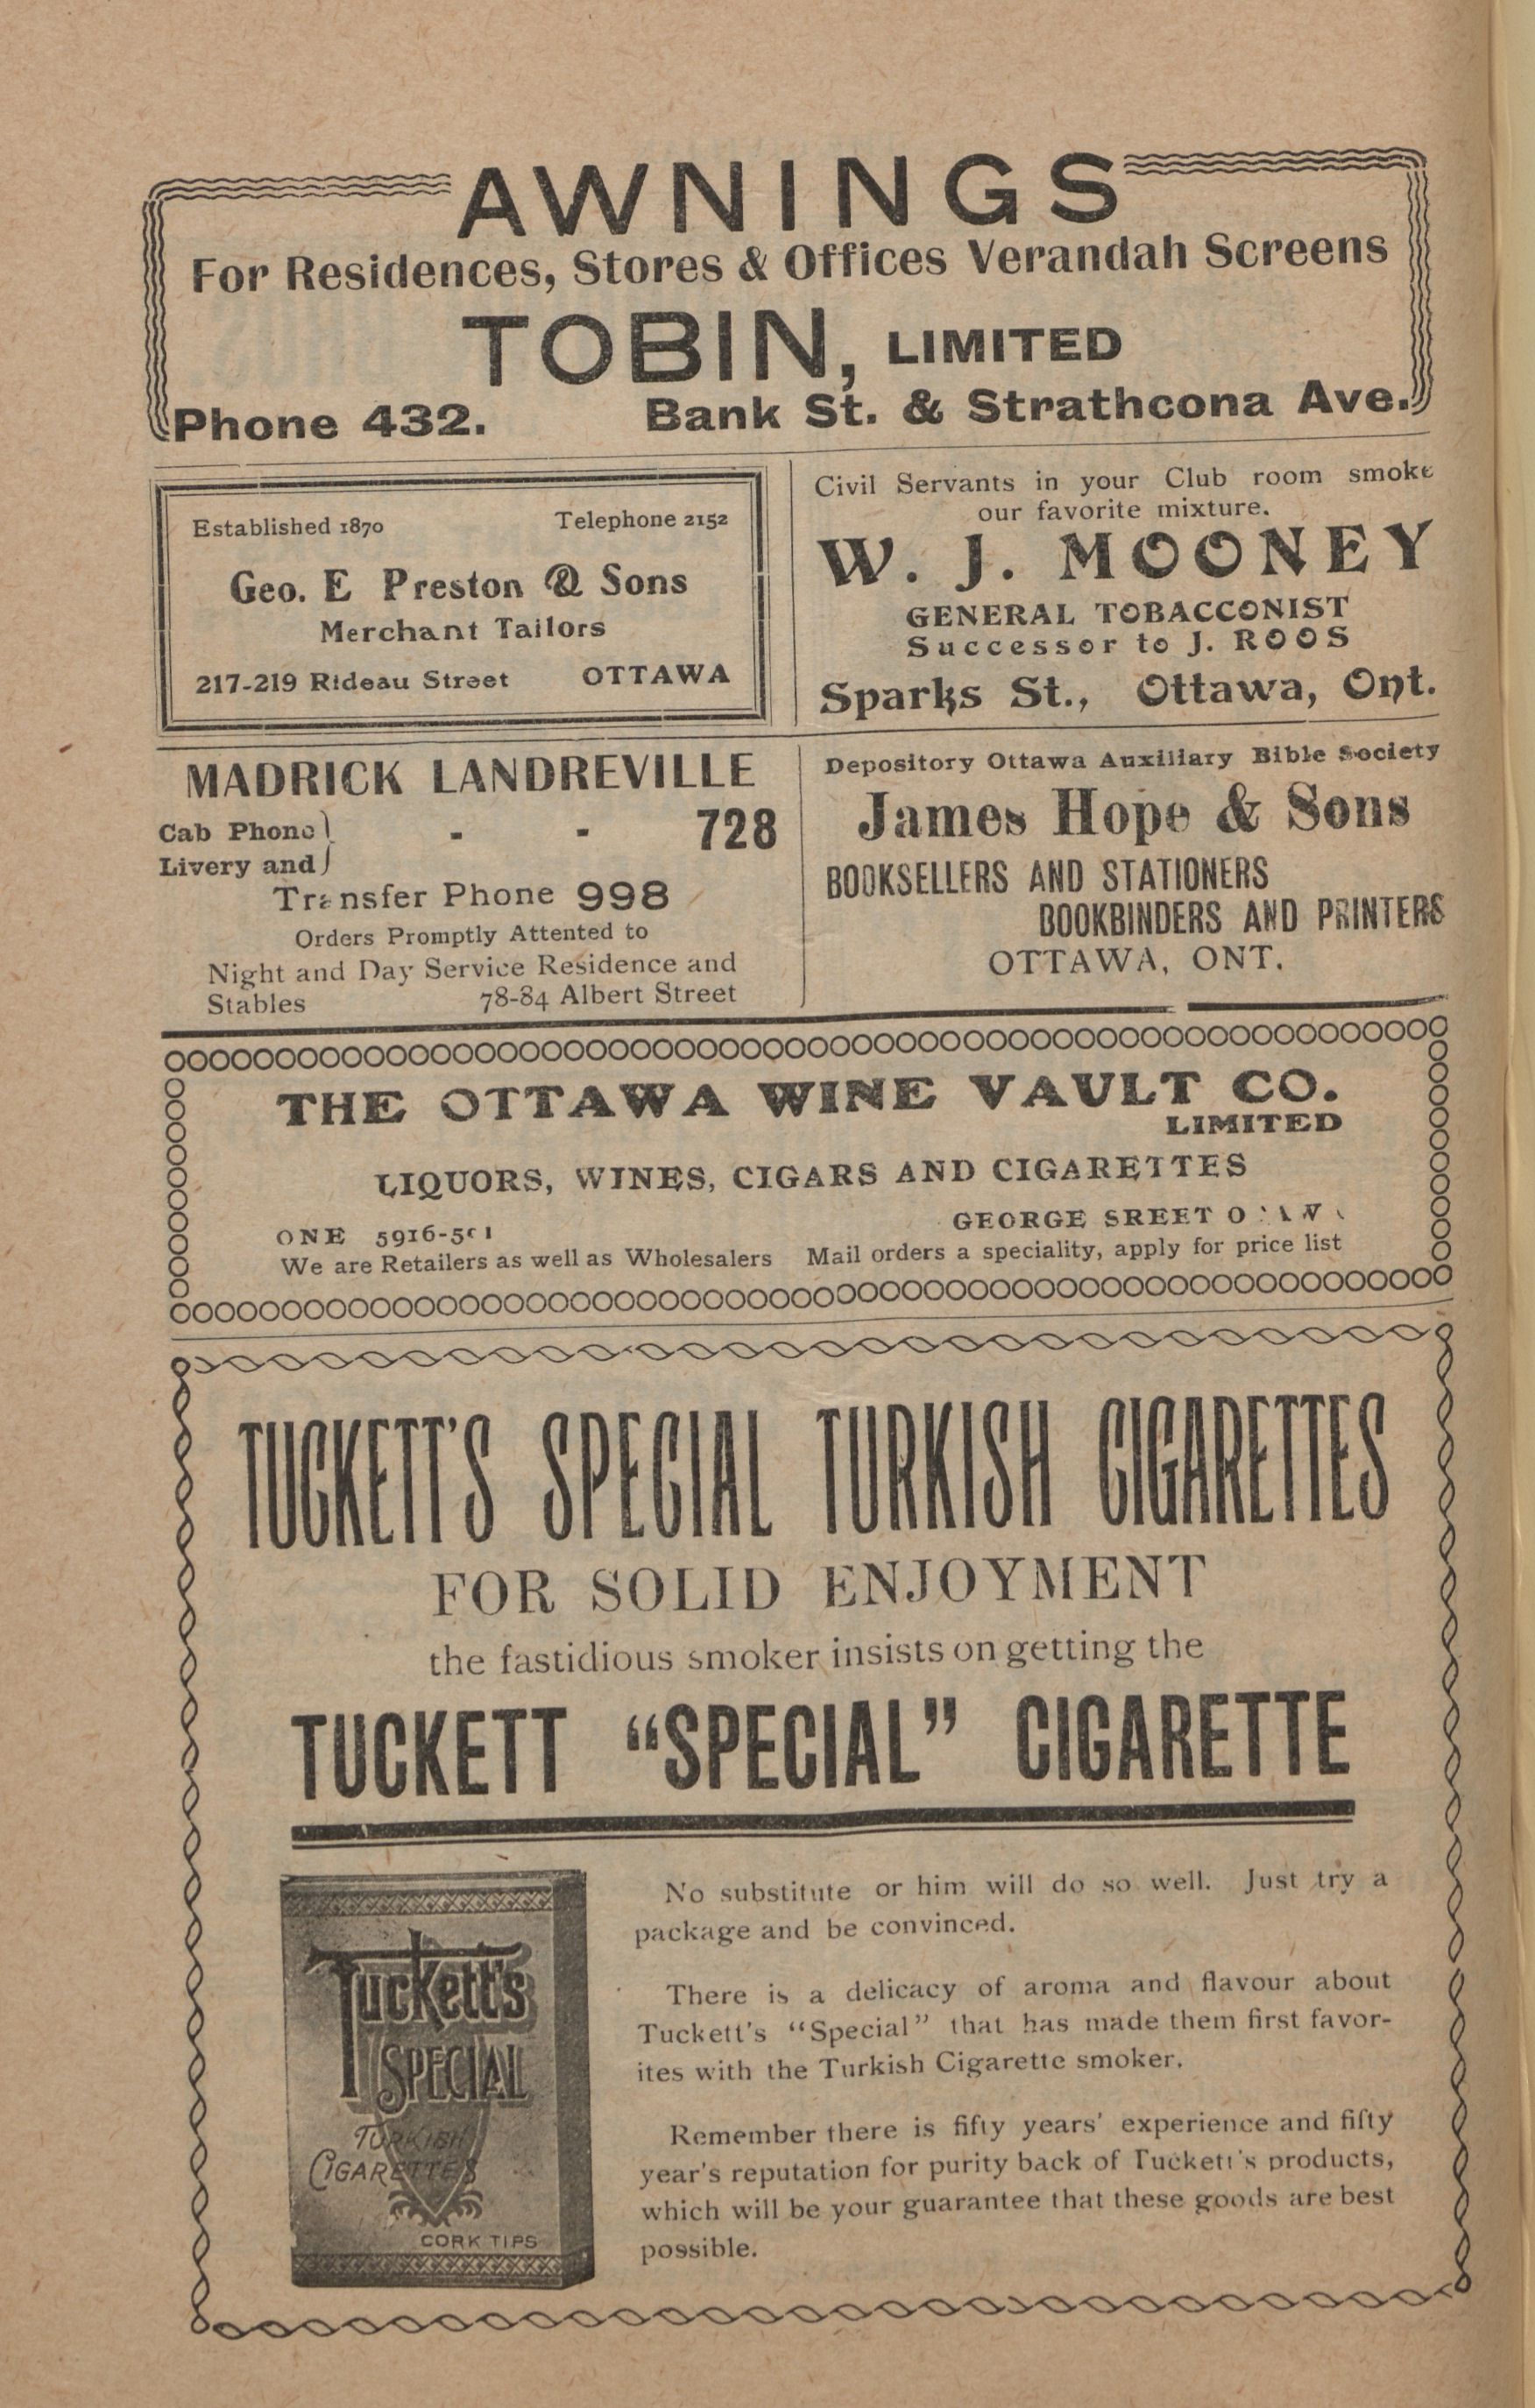 AWNINGS
For Residences, Stores & Offices Verandah Screens
TOBIN, LIMITED
Phone 432. Bank St. & Strathcona Ave.
Established 1870 Telephone 2152
Geo. E Preston & Sons
Merchant Tailors
217-219 Rideau Street OTTAWA
Civil Servants in your Club room smoke
our favorite mixture.
W. J. MOONEY
GENERAL TOBACCONIST
Successor to J. ROOS
Sparks St., Ottawa, Ont.
MADRICK LANDREVILLE
Cab Phone } - - 728
Livery and }
Transfer Phone 998
Orders Promptly Attented to
Night and Day Service Residence and
Stables 78-84 Albert Street
Depository Ottawa Auxiliary Bible Society
James Hope & Sons
BOOKSELLERS AND STATIONERS
BOOKBINDERS AND PRINTERS
OTTAWA, ONT.
THE OTTAWA WINE VAULT CO.
LIMITED
LIQUORS, WINES, CIGARS AND CIGARETTES
ONE GEORGE SREET
We are Retailers as well as Wholesalers Mail orders a speciality, apply for price list
TUCKETT'S SPECIAL TURKISH CIGARETTES
FOR SOLID ENJOYMENT
the fastidious smoker insists on getting the
TUCKETT “SPECIAL” CIGARETTE
Tuckett's
SPECIAL
TURKISH
CIGARETTES
CORK TIPS
No substitute or him will do so well. Just try a
package and be convinced.
There is a delicacy of aroma and flavour about
Tuckett's “Special” that has made them first favor-
ites with the Turkish Cigarette smoker.
Remember there is fifty years' experience and fifty
year's reputation for purity back of Tuckett's products,
which will be your guarantee that these goods are best
possible.